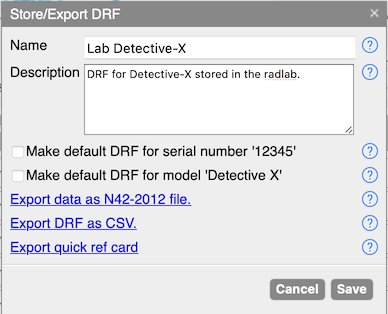 Store/Export DRF
Name
Lab Detective-X
Description
DRF for Detective-X stored in the radlab.
Make default DRF for serial number '12345'
Make default DRF for model 'Detective X'
Export data as N42-2012 file.
Export DRF as CSV.
Export quick ref card
Cancel Save